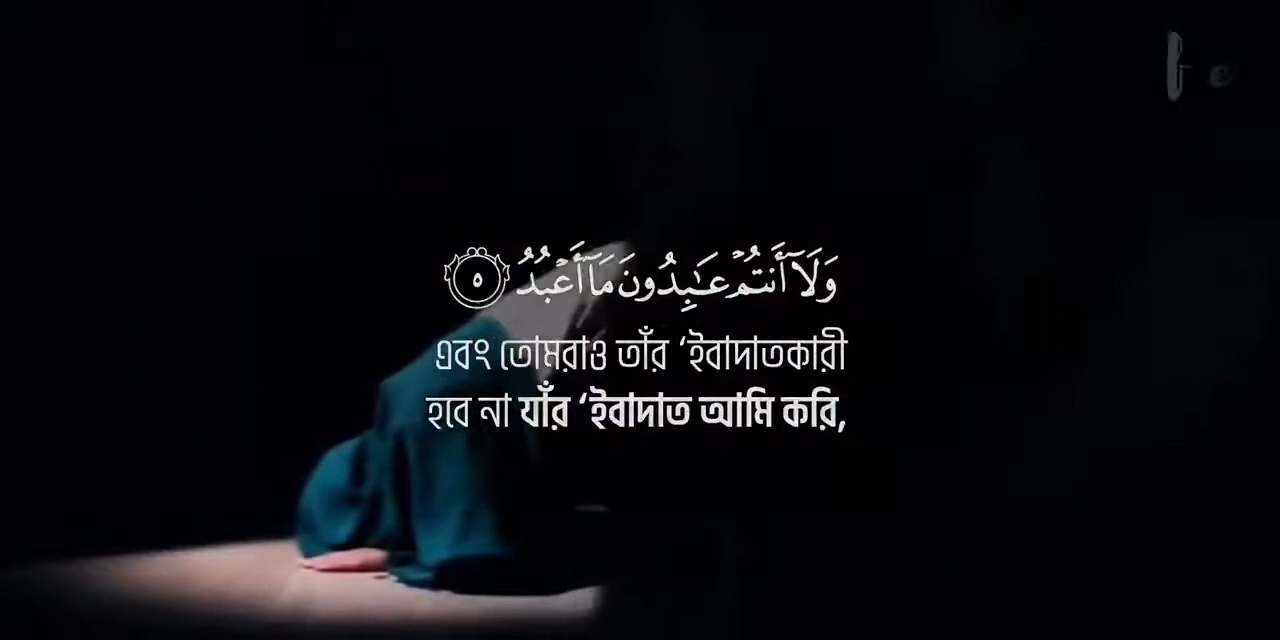 وَلَآ أَنتُمْ عَـٰبِدُونَ مَآ أَعْبُدُ ٥
এবং তোমরাও তাঁর ‘ইবাদাতকারী
হবে না যাঁর ‘ইবাদাত আমি করি,